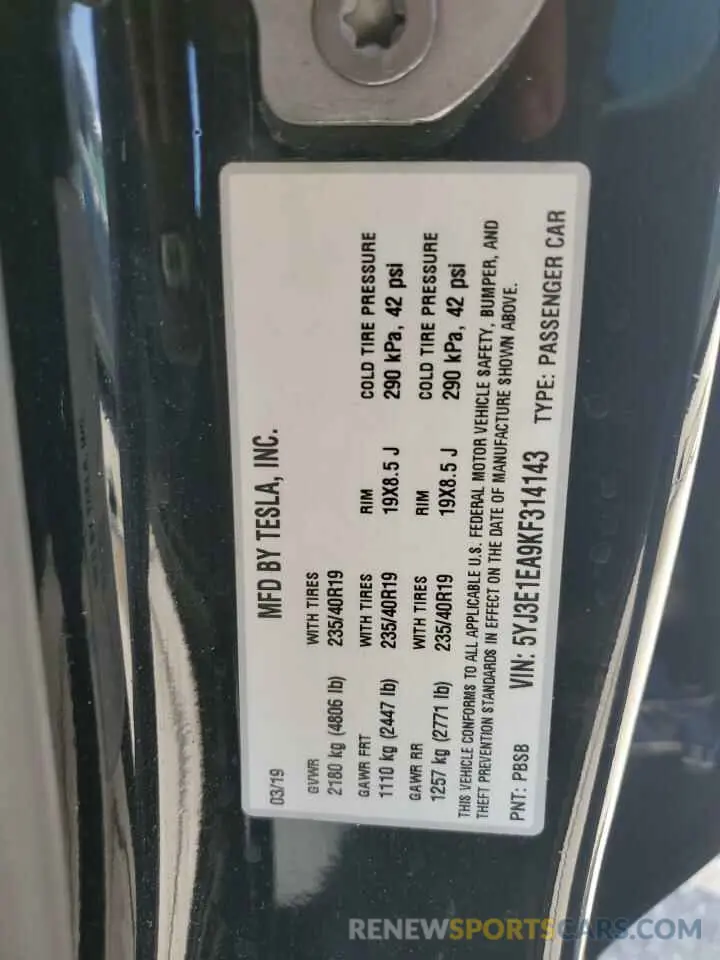 MFD BY TESLA, INC.
03/19
GVWR WITH TIRES
2180 kg (4806 lb) 235/40R19
GAWR FRT WITH TIRES RIM COLD TIRE PRESSURE
1110 kg (2447 lb) 235/40R19 19X8.5 J 290 kPa, 42 psi
GAWR RR WITH TIRES RIM COLD TIRE PRESSURE
1257 kg (2771 lb) 235/40R19 19X8.5 J 290 kPa, 42 psi
THIS VEHICLE CONFORMS TO ALL APPLICABLE U.S. FEDERAL MOTOR VEHICLE SAFETY, BUMPER, AND
THEFT PREVENTION STANDARDS IN EFFECT ON THE DATE OF MANUFACTURE SHOWN ABOVE.
PNT: PBSB VIN: 5YJ3E1EA9KF314143 TYPE: PASSENGER CAR
RENEWSPORTSCARS.COM